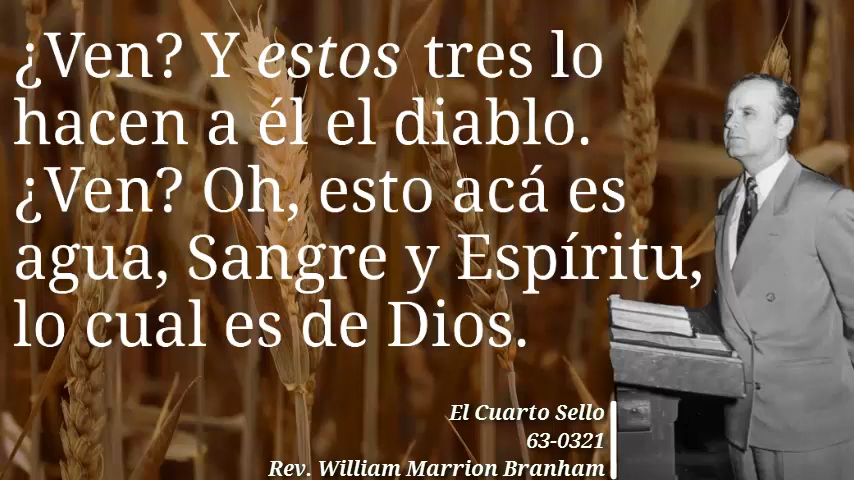 ¿Ven? Y estos tres lo
hacen a él el diablo.
¿Ven? Oh, esto acá es
agua, Sangre y Espíritu,
lo cual es de Dios.
El Cuarto Sello
63-0321
Rev. William Marrion Branham